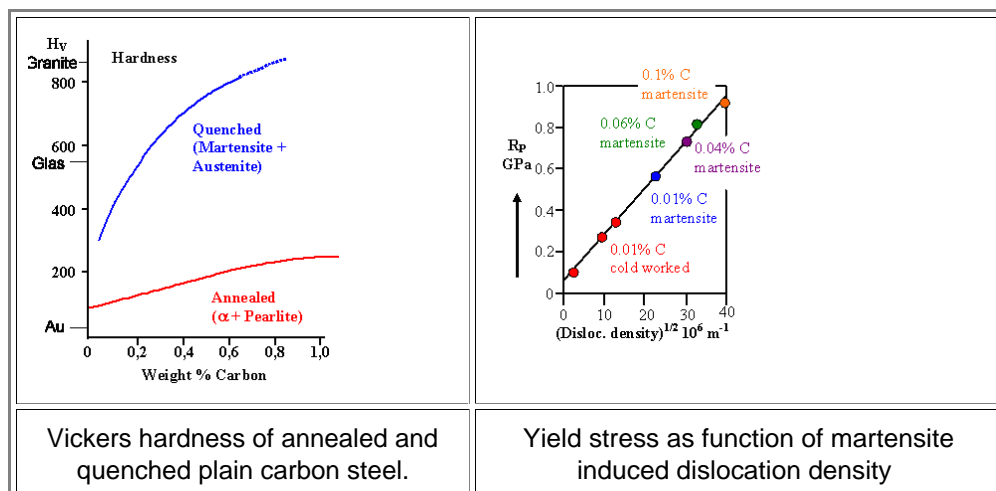 Hv
Granite
Hardness
800
Quenched
(Martensite +
Austenite)
600
Glas
400
200
Annealed
(α+ Pearlite)
Au
0 0,2 0,4 0,6 0,8 1,0
Weight % Carbon
1.0
0.1% C
martensite
0.8
0.06% C
martensite
RP
GPa
0.04% C
martensite
0.6
0.01% C
martensite
0.4
0.01% C
cold worked
0.2
0
0 10 20 30 40
(Disloc. density)1/2 10^6 m-1
Vickers hardness of annealed and
quenched plain carbon steel.
Yield stress as function of martensite
induced dislocation density